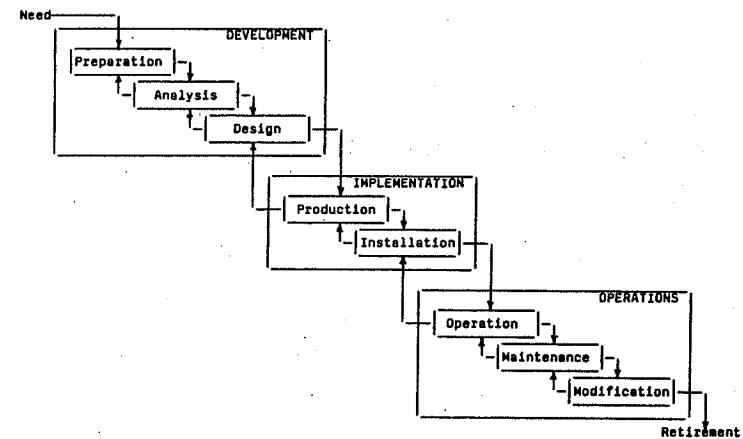 Need
DEVELOPMENT
Preparation
Analysis
Design
IMPLEMENTATION
Production
Installation
OPERATIONS
Operation
Maintenance
Modification
Retirement